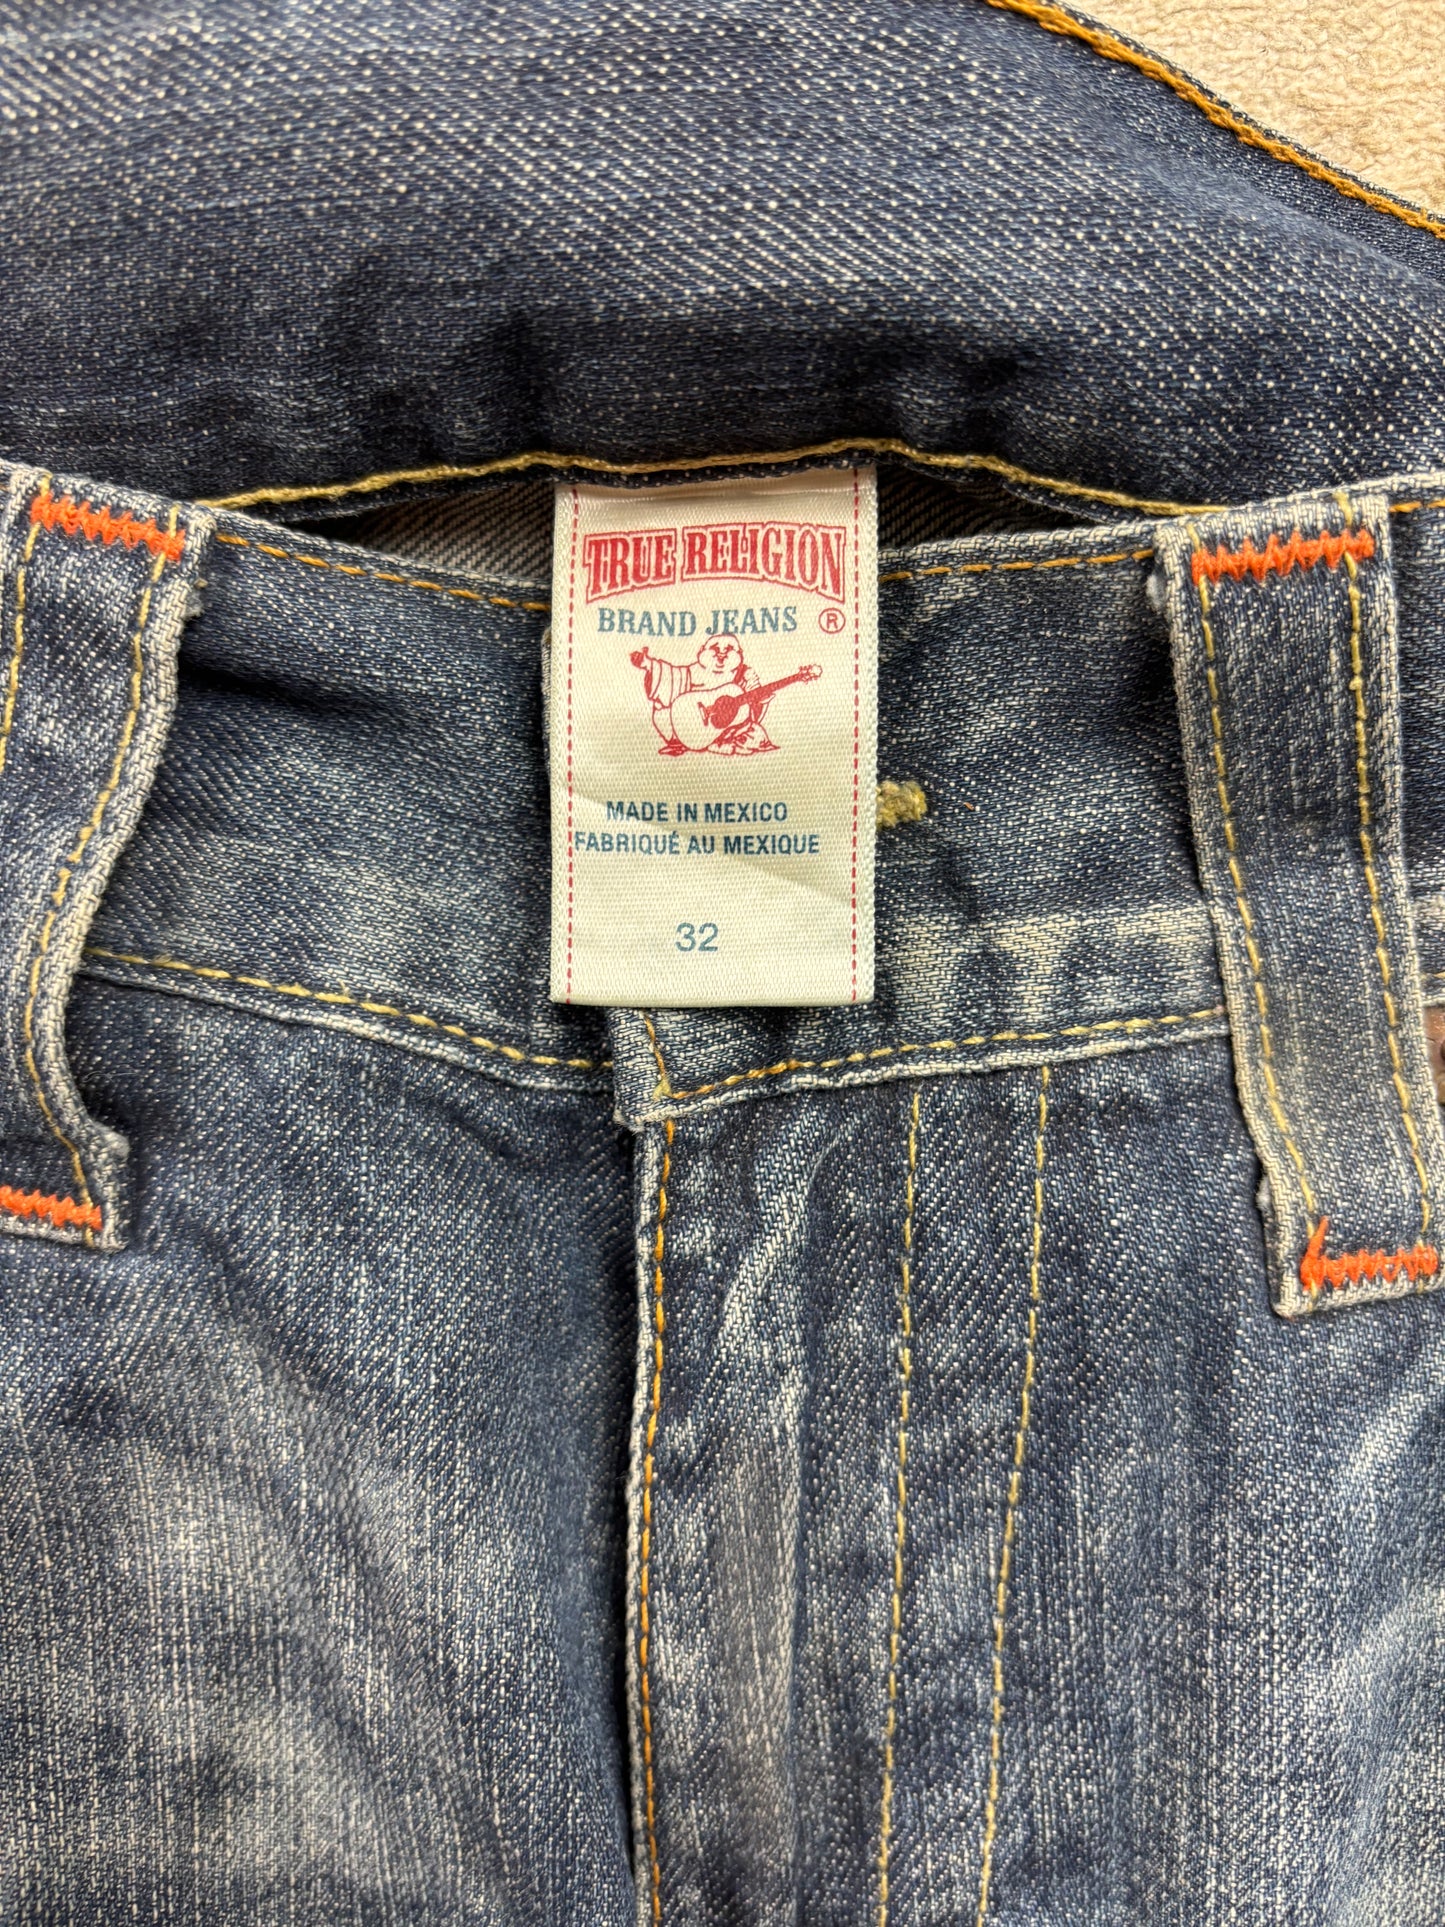 TRUE RELIGION
BRAND JEANS ®
MADE IN MEXICO
FABRIQUÉ AU MEXIQUE
32